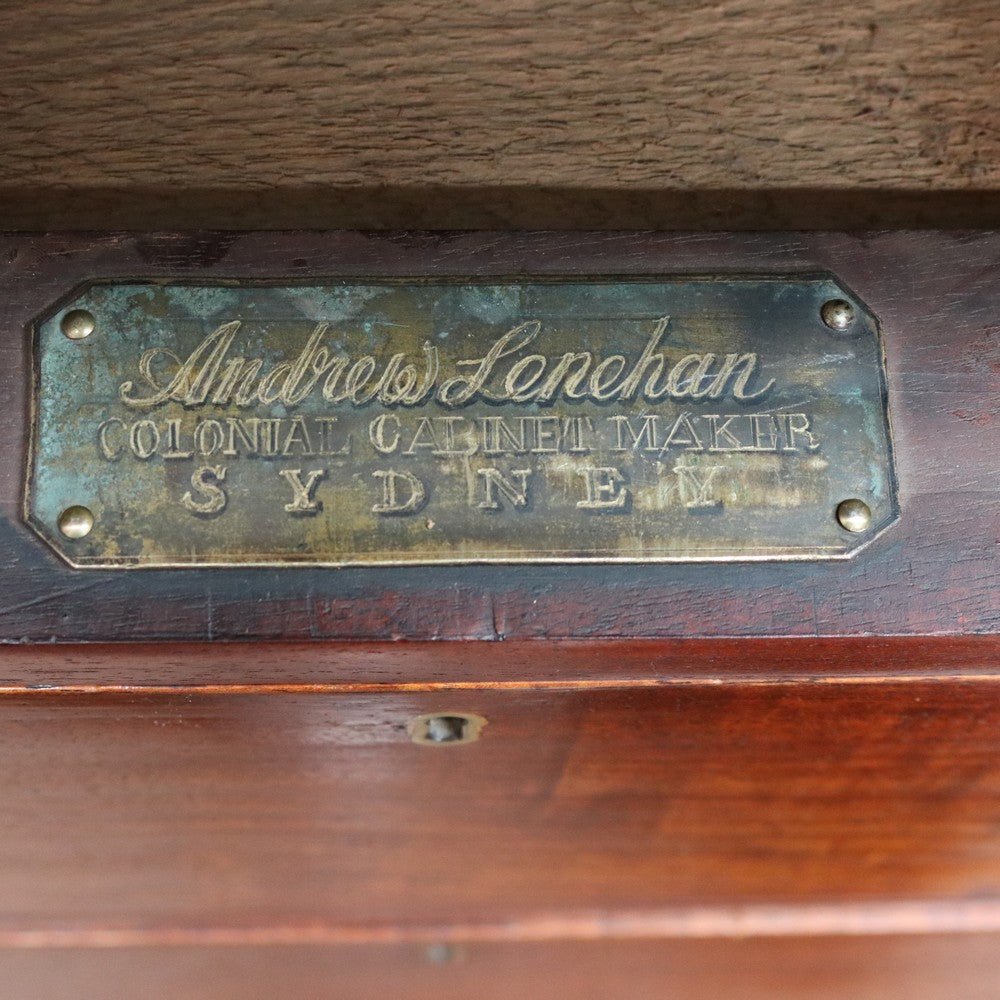 Andrew Lenehan
COLONIAL CABINET MAKER
SYDNEY